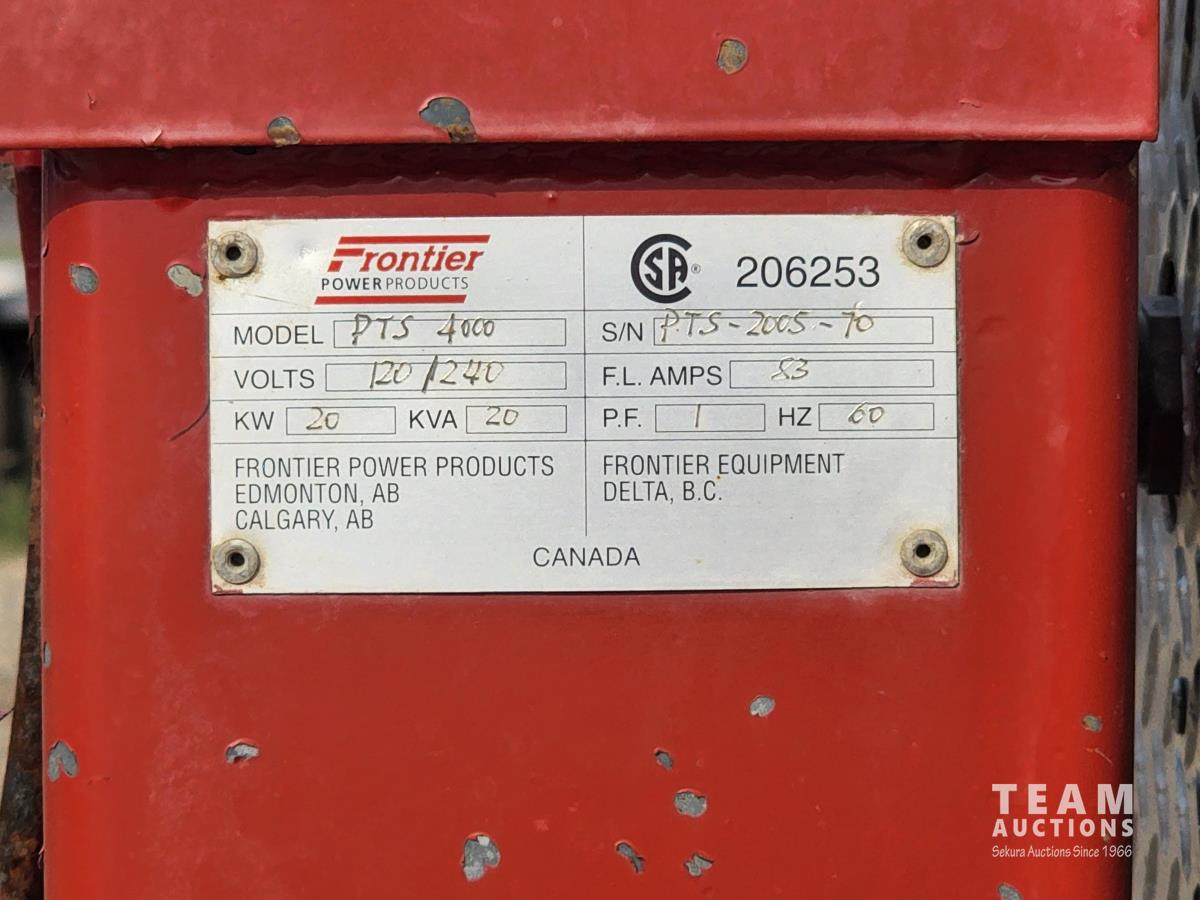 Frontier
POWER PRODUCTS
CSA ® 206253
MODEL PTS 4000
S/N P.T.S-2005-70
VOLTS 120/240
F.L. AMPS 83
KW 20 KVA 20
P.F. 1 HZ 60
FRONTIER POWER PRODUCTS
EDMONTON, AB
CALGARY, AB
FRONTIER EQUIPMENT
DELTA, B.C.
CANADA
TEAM
AUCTIONS
Sekura Auctions Since 1966